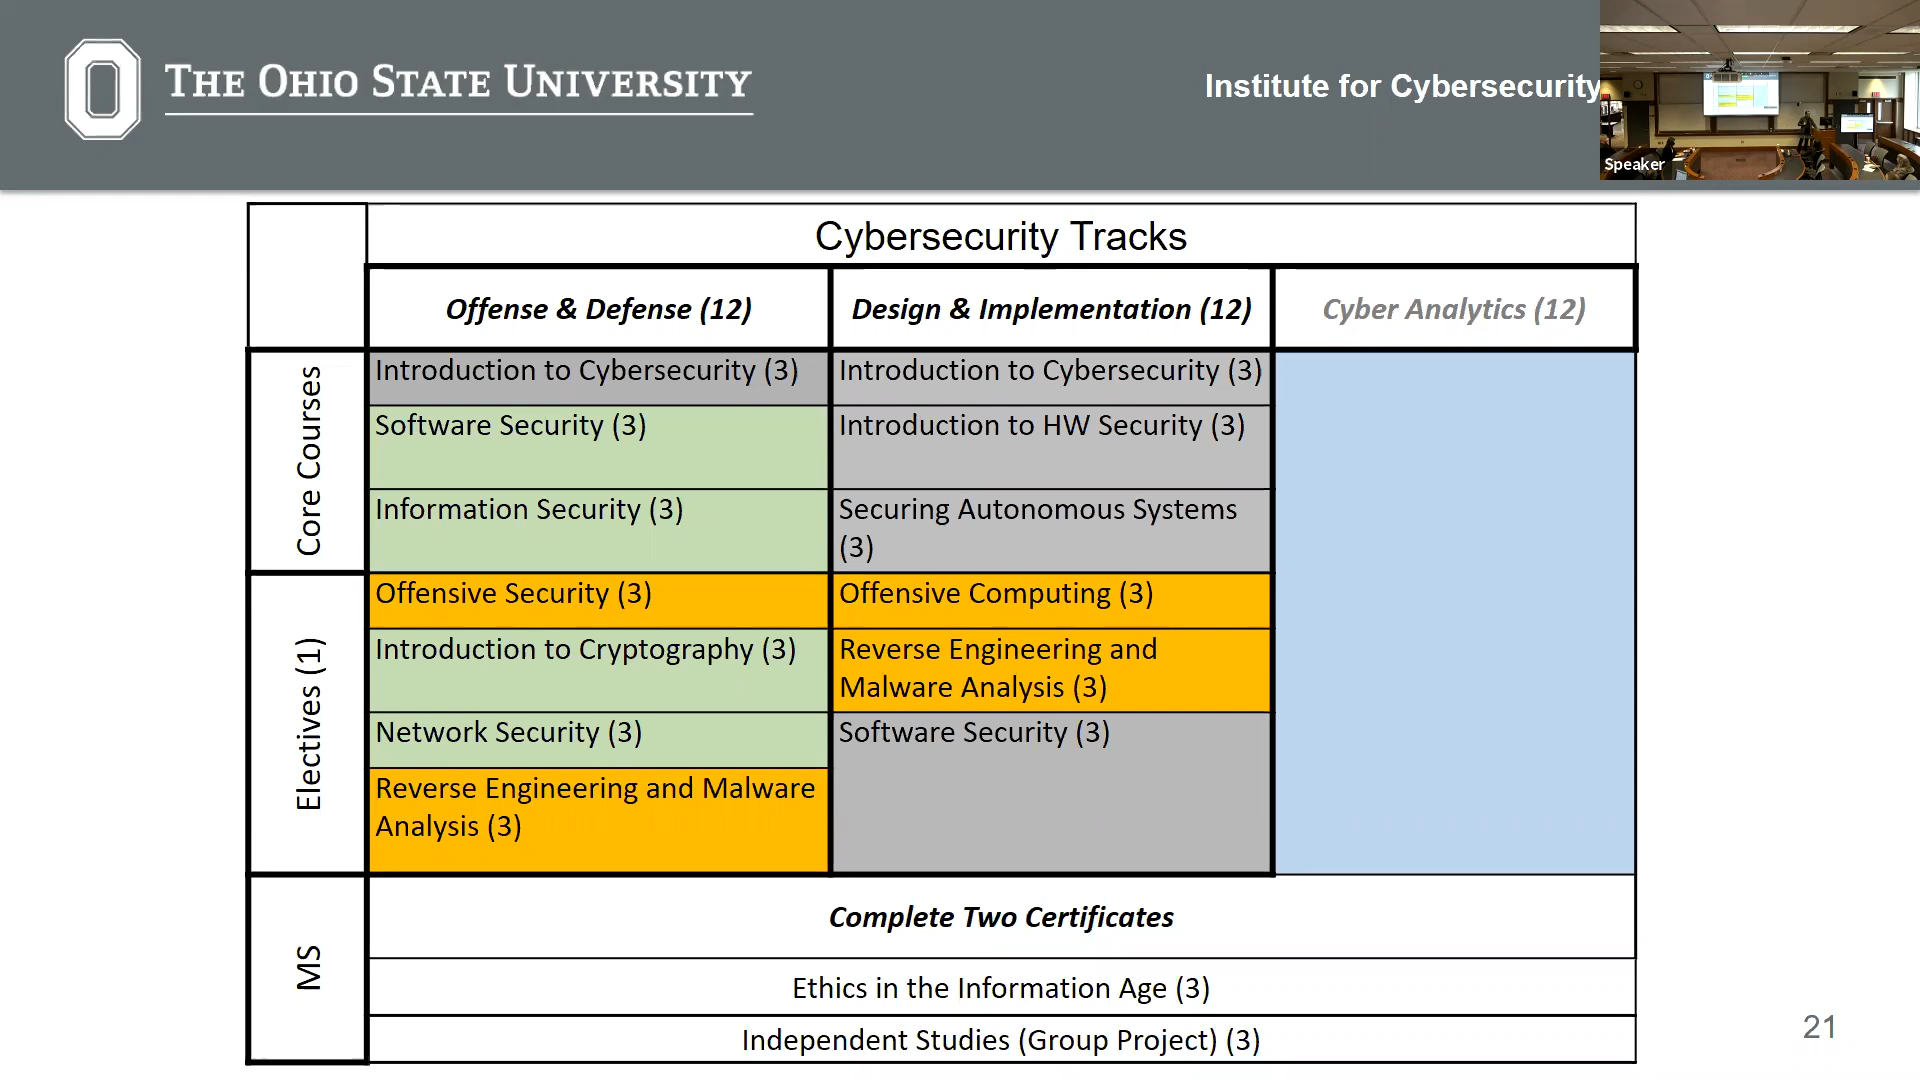 THE OHIO STATE UNIVERSITY
Institute for Cybersecurity
Speaker
Cybersecurity Tracks
Offense & Defense (12)
Design & Implementation (12)
Cyber Analytics (12)
Core Courses
Introduction to Cybersecurity (3)
Introduction to Cybersecurity (3)
Software Security (3)
Introduction to HW Security (3)
Information Security (3)
Securing Autonomous Systems
(3)
Electives (1)
Offensive Security (3)
Offensive Computing (3)
Introduction to Cryptography (3)
Reverse Engineering and
Malware Analysis (3)
Network Security (3)
Software Security (3)
Reverse Engineering and Malware
Analysis (3)
MS
Complete Two Certificates
Ethics in the Information Age (3)
Independent Studies (Group Project) (3)
21